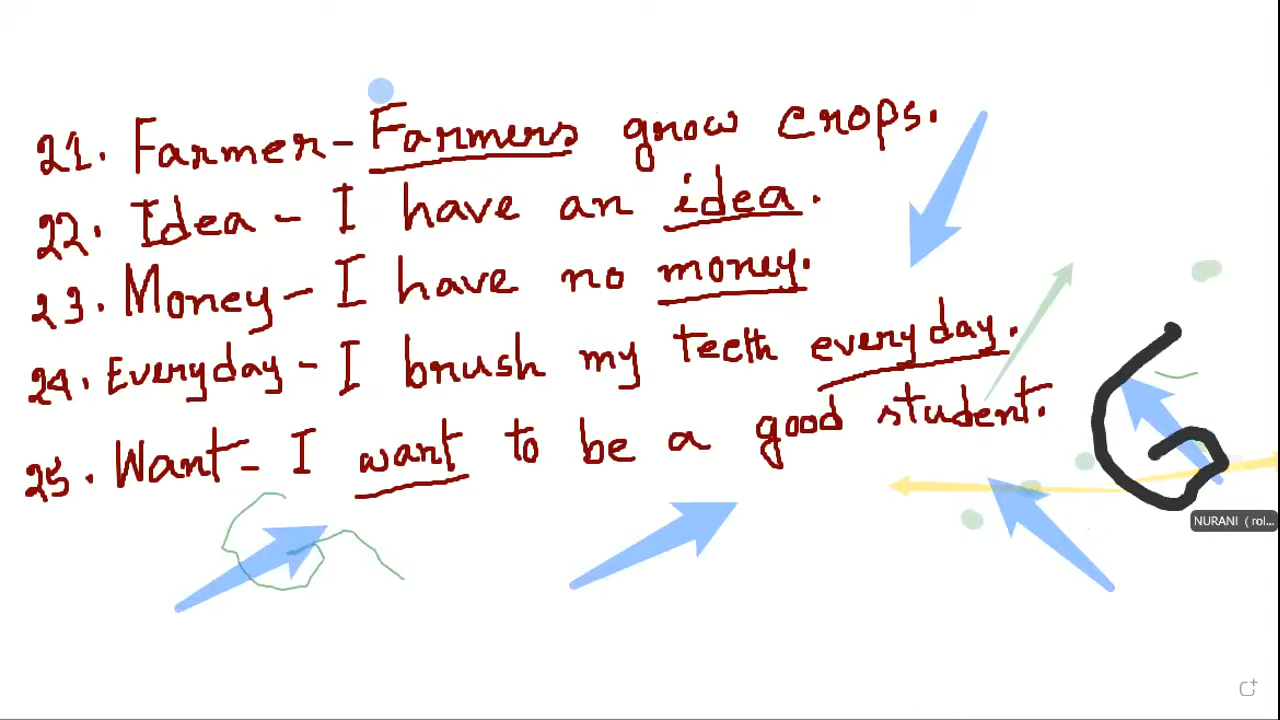 21. Farmer - Farmers grow crops.
22. Idea - I have an idea.
23. Money - I have no money.
24. Everyday - I brush my teeth everyday.
25. Want - I want to be a good student.
NURANI ( rol...